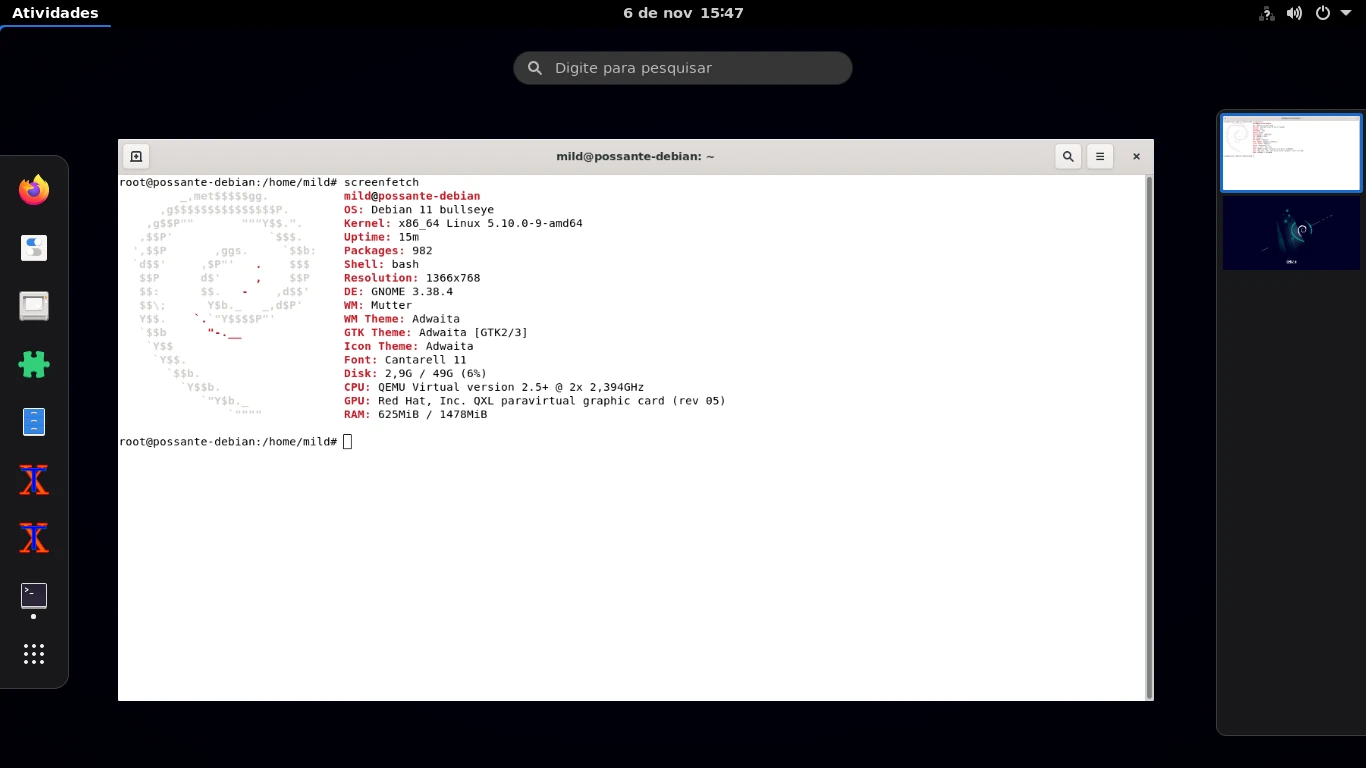 Atividades
6 de nov 15:47
Digite para pesquisar
mild@possante-debian: ~
root@possante-debian:/home/mild# screenfetch
         _,met$$$$$gg.           mild@possante-debian
      ,g$$$$$$$$$$$$$$$P.        OS: Debian 11 bullseye
    ,g$$P""       """Y$$.".      Kernel: x86_64 Linux 5.10.0-9-amd64
   ,$$P'              `$$$.      Uptime: 15m
  ',$$P       ,ggs.     `$$b:    Packages: 982
  `d$$'     ,$P"'   .    $$$     Shell: bash
   $$P      d$'     ,    $$P     Resolution: 1366x768
   $$:      $$.   -    ,d$$'     DE: GNOME 3.38.4
   $$\;      Y$b._   _,d$P'      WM: Mutter
   Y$$.    `.`"Y$$$$P"'          WM Theme: Adwaita
   `$$b      "-.__               GTK Theme: Adwaita [GTK2/3]
    `Y$$                         Icon Theme: Adwaita
     `Y$$.                       Font: Cantarell 11
       `$$b.                     Disk: 2,9G / 49G (6%)
         `Y$$b.                  CPU: QEMU Virtual version 2.5+ @ 2x 2,394GHz
            `"Y$b._              GPU: Red Hat, Inc. QXL paravirtual graphic card (rev 05)
                `""""            RAM: 625MiB / 1478MiB
root@possante-debian:/home/mild#